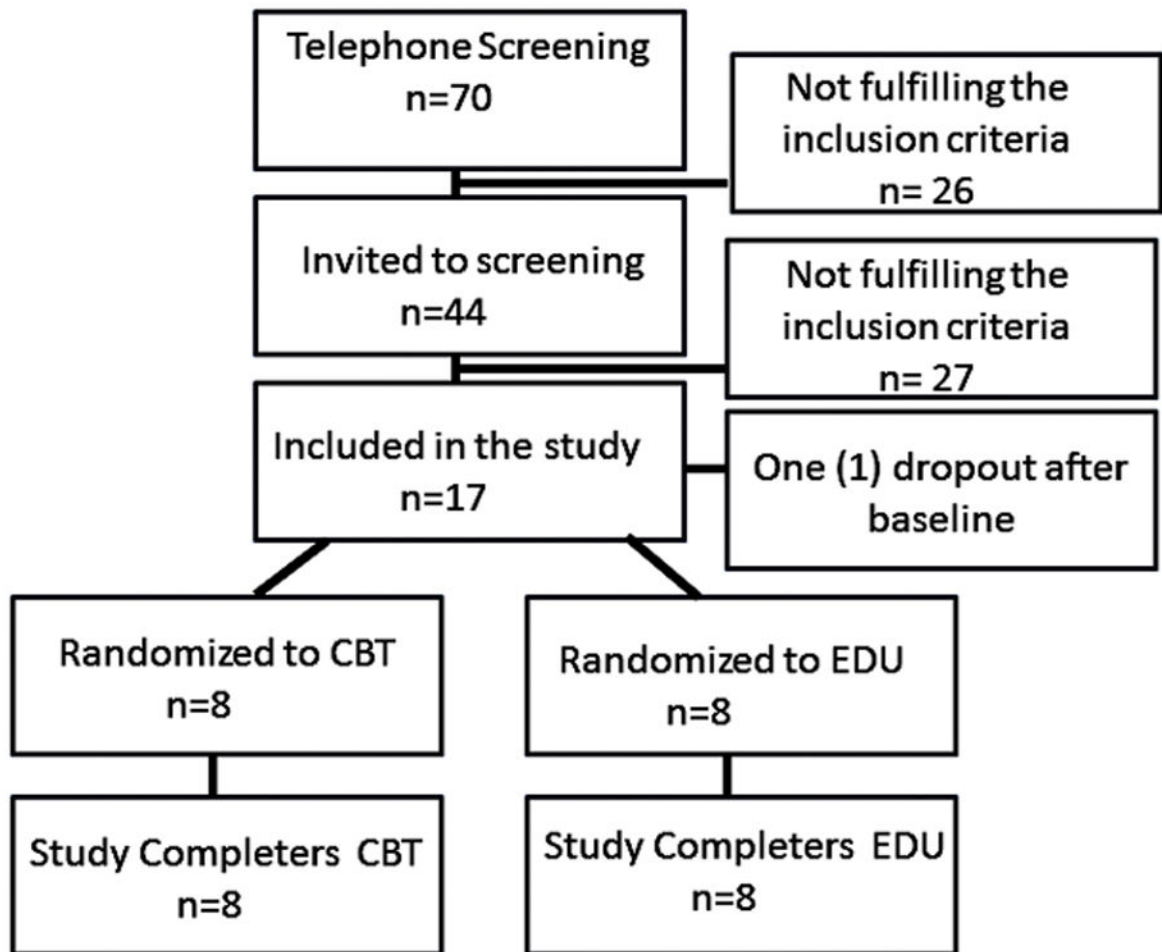 Telephone Screening
n=70
Not fulfilling the
inclusion criteria
n= 26
Invited to screening
n=44
Not fulfilling the
inclusion criteria
n= 27
Included in the study
n=17
One (1) dropout after
baseline
Randomized to CBT
n=8
Randomized to EDU
n=8
Study Completers CBT
n=8
Study Completers EDU
n=8